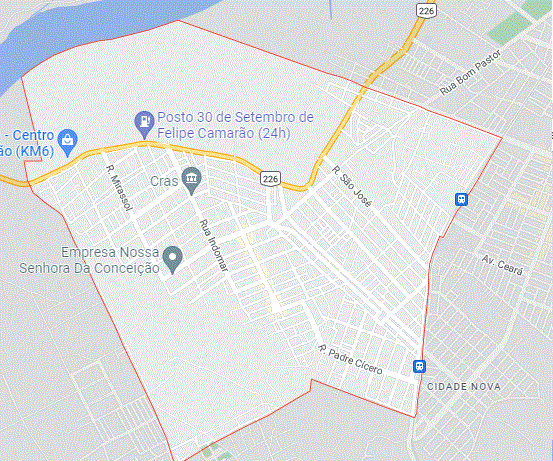 226
Rua Bom Pastor
Posto 30 de Setembro de
Felipe Camarão (24h)
- Centro
ão (KM6)
R. Mirassol
Cras
226
R. São José
Rua Indomar
Empresa Nossa
Senhora Da Conceição
Av. Ceará
R. Padre Cícero
CIDADE NOVA